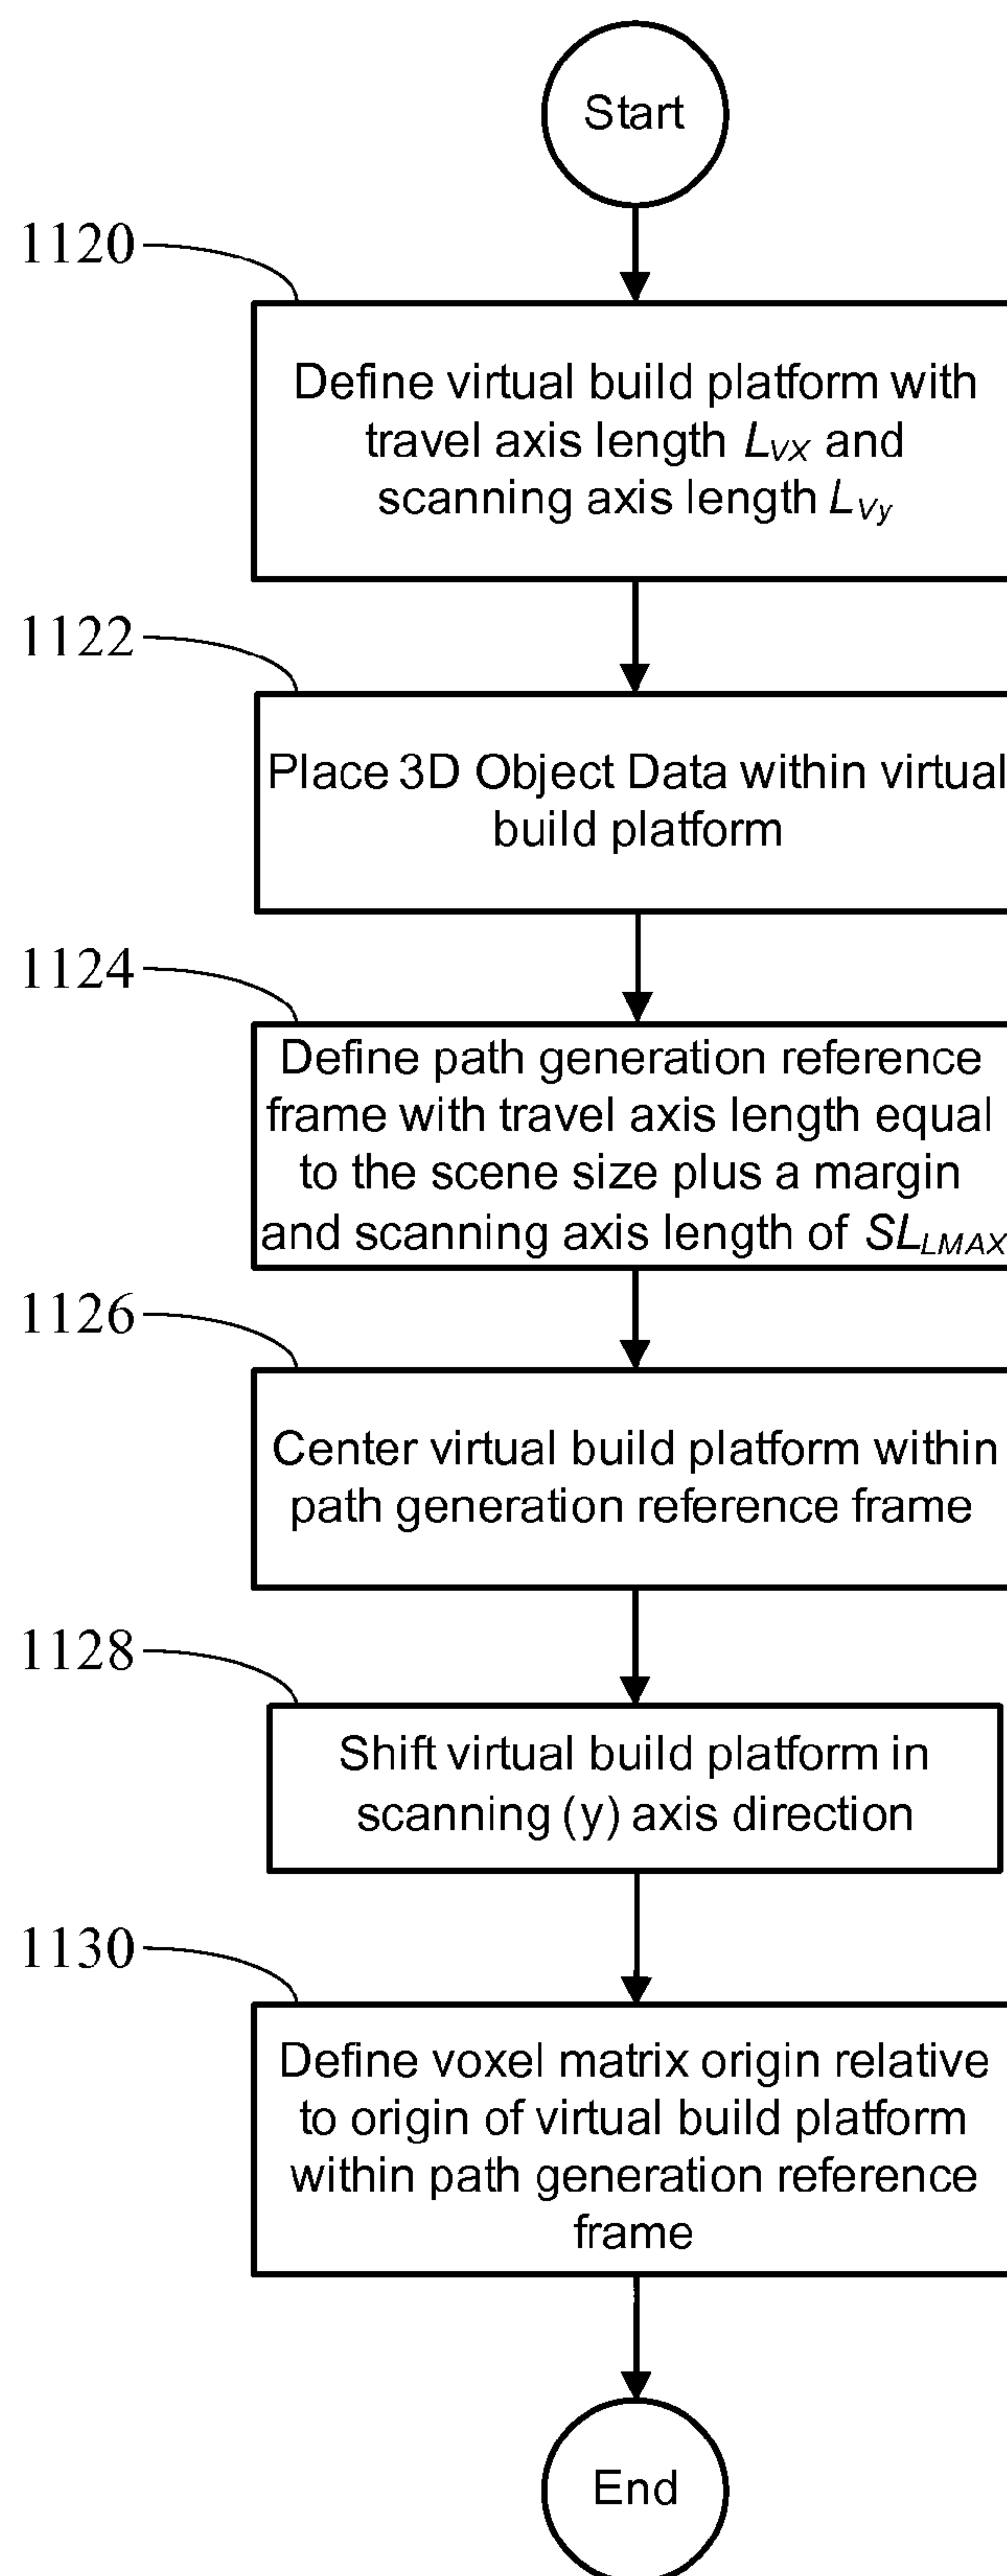 Start
1120
Define virtual build platform with
travel axis length LVX and
scanning axis length LVy
1122
Place 3D Object Data within virtual
build platform
1124
Define path generation reference
frame with travel axis length equal
to the scene size plus a margin
and scanning axis length of SLLMAX
1126
Center virtual build platform within
path generation reference frame
1128
Shift virtual build platform in
scanning (y) axis direction
1130
Define voxel matrix origin relative
to origin of virtual build platform
within path generation reference
frame
End